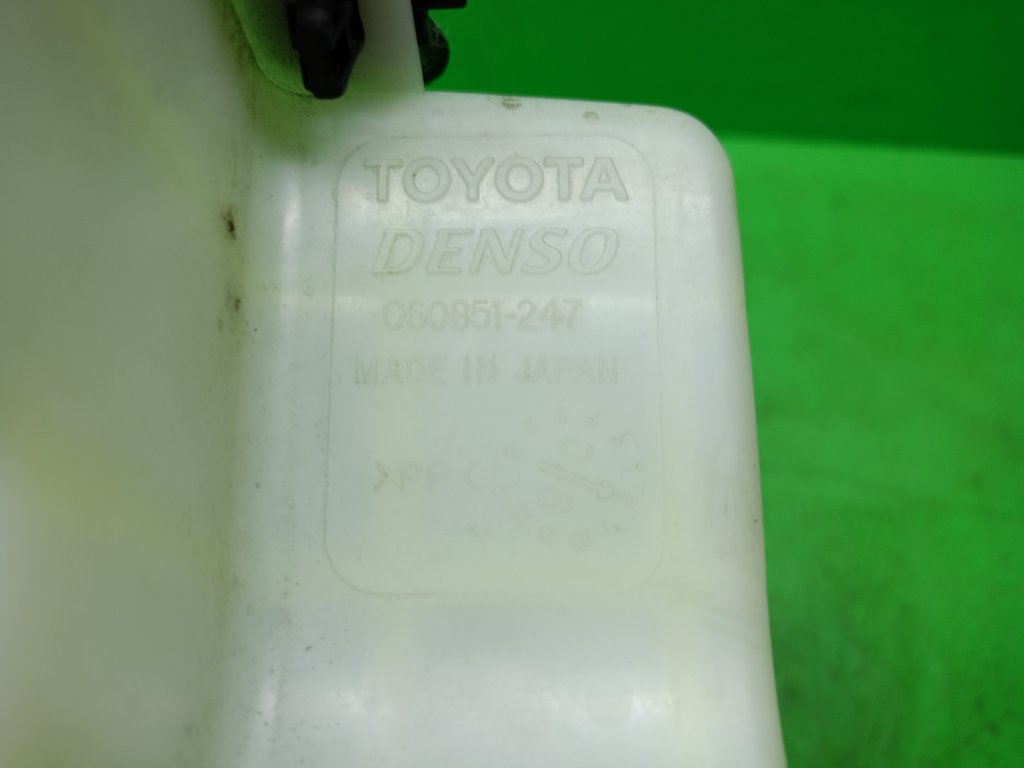 TOYOTA
DENSO
060851-247
MADE IN JAPAN
>PP<